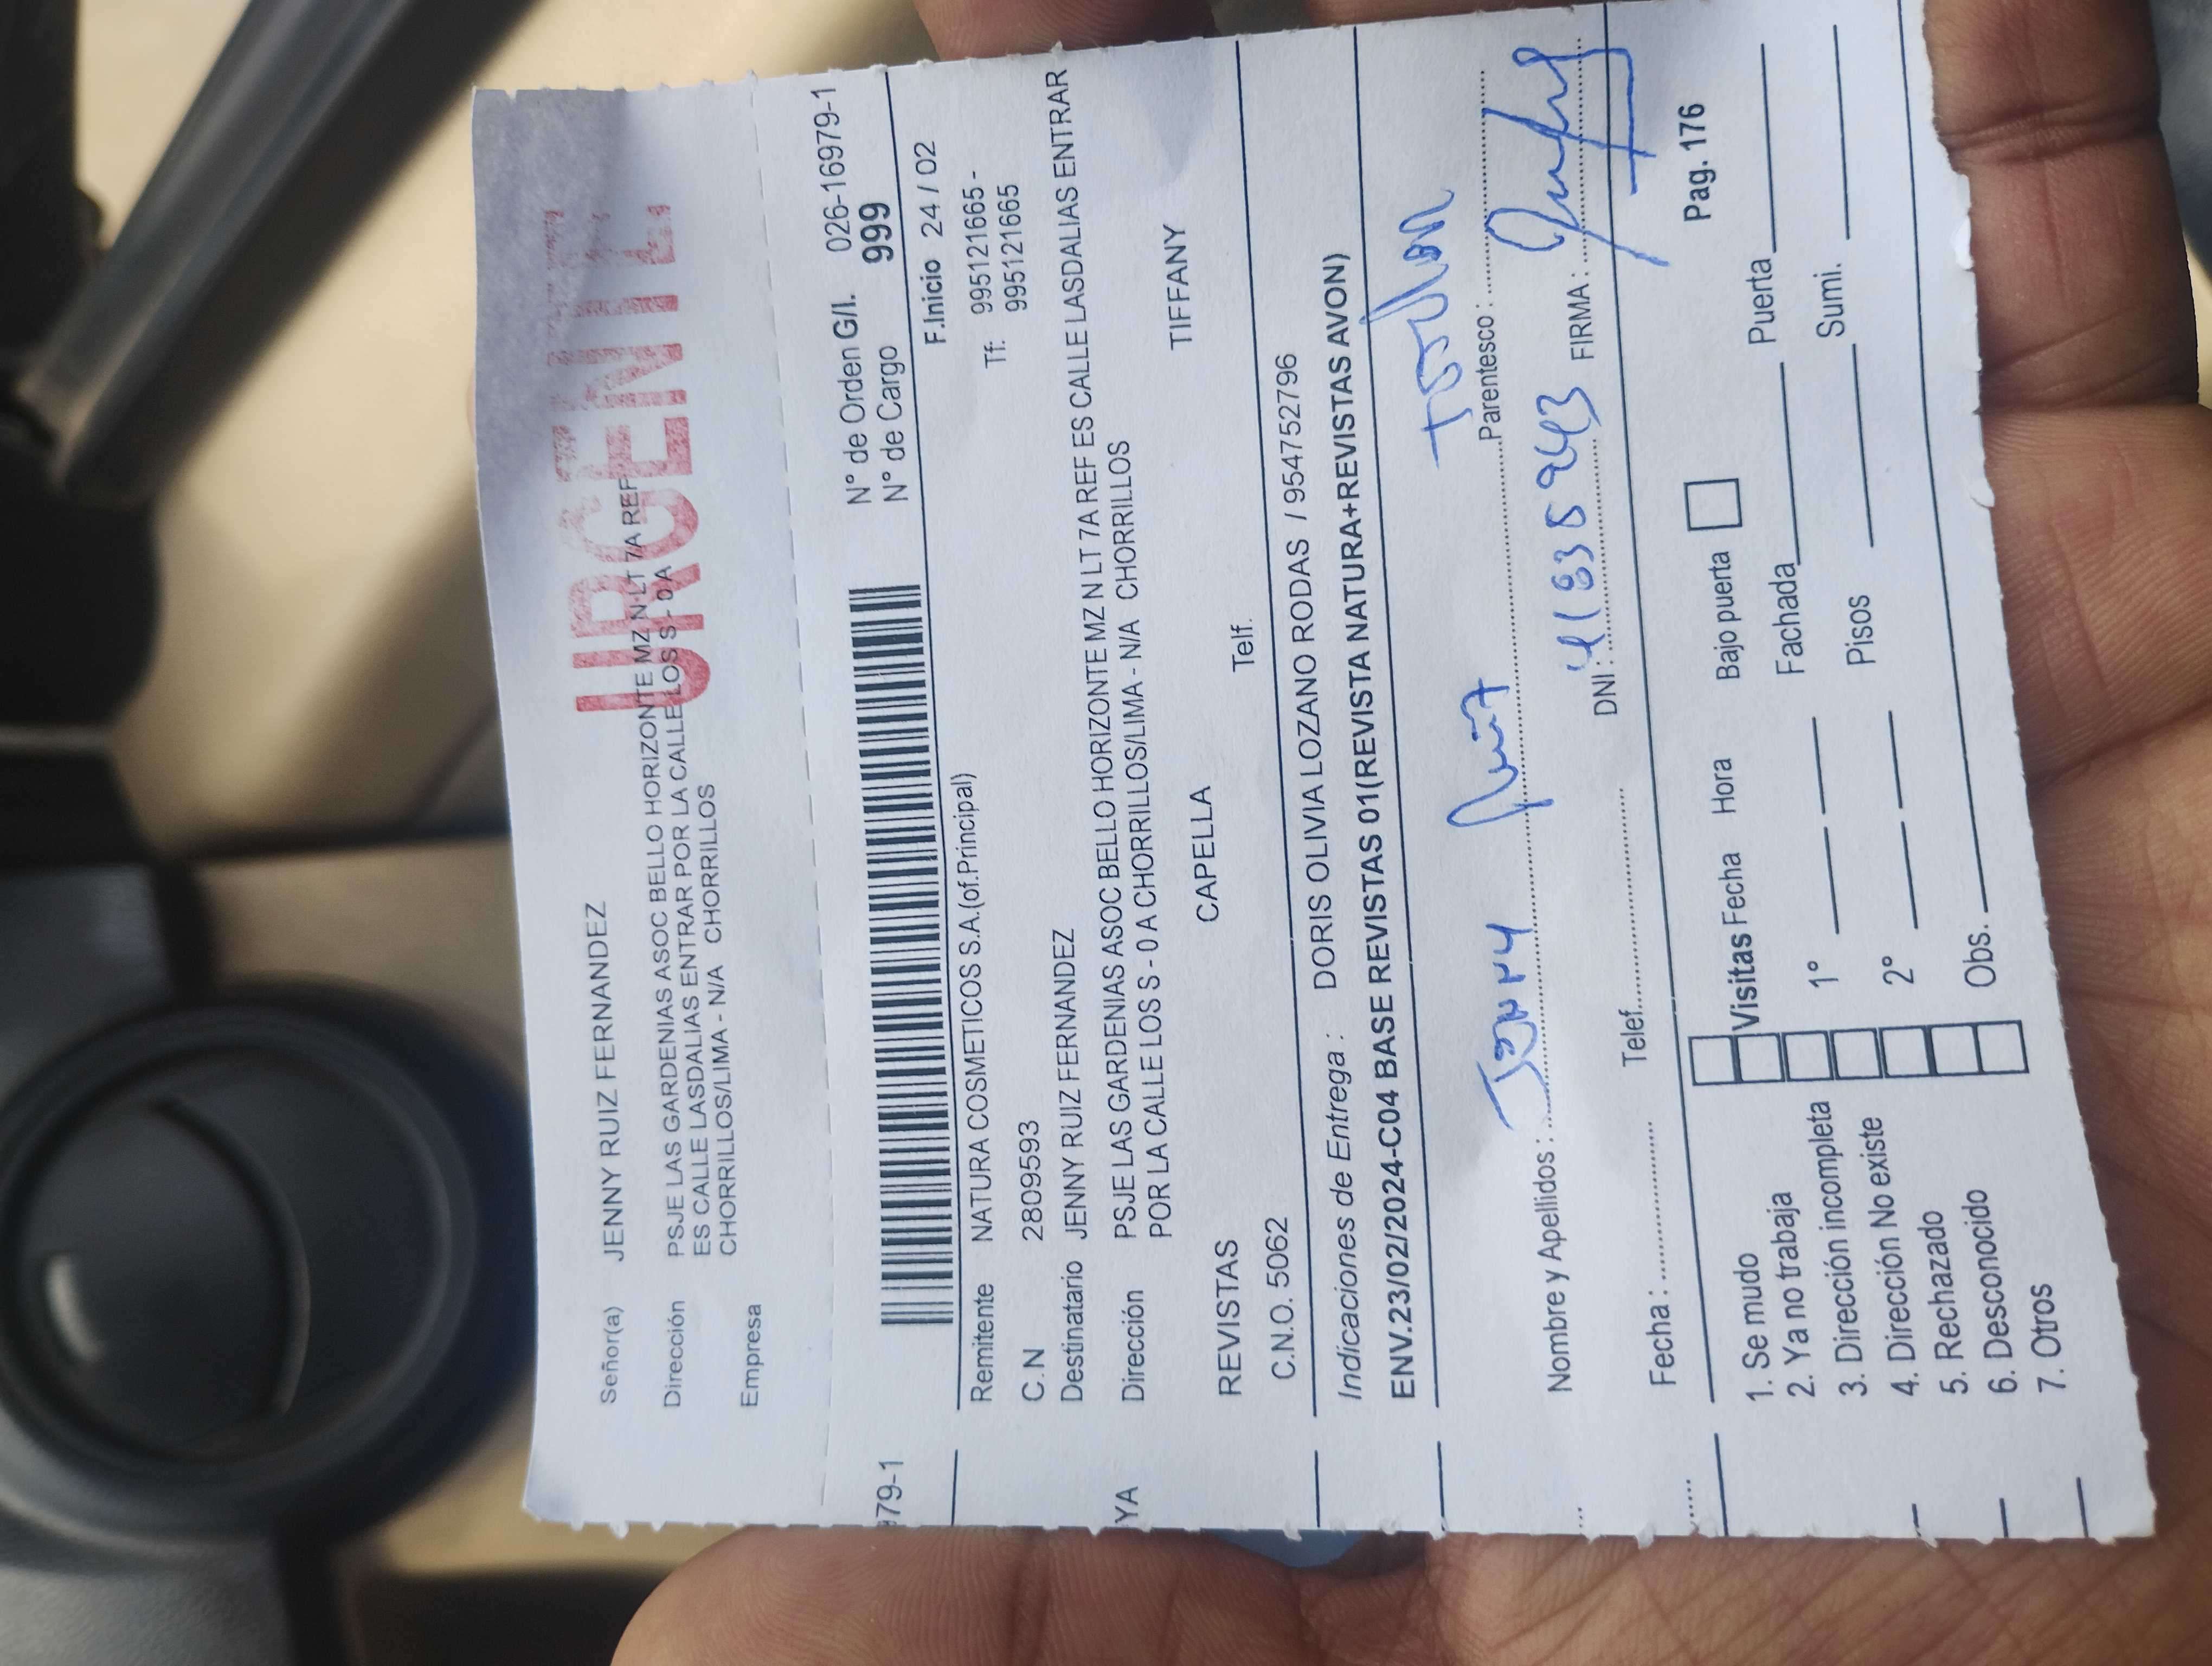 URGENTE
Señor(a) JENNY RUIZ FERNANDEZ
Dirección PSJE LAS GARDENIAS ASOC BELLO HORIZONTE MZ N LT 7A REF
ES CALLE LASDALIAS ENTRAR POR LA CALLE LOS S - 0 A
CHORRILLOS/LIMA - N/A CHORRILLOS
Empresa
79-1
N° de Orden G/I. 026-16979-1
N° de Cargo 999
F.Inicio 24 / 02
Remitente NATURA COSMETICOS S.A.(of.Principal)
Tf: 995121665 -
995121665
C.N 2809593
Destinatario JENNY RUIZ FERNANDEZ
YA
Dirección PSJE LAS GARDENIAS ASOC BELLO HORIZONTE MZ N LT 7A REF ES CALLE LASDALIAS ENTRAR
POR LA CALLE LOS S - 0 A CHORRILLOS/LIMA - N/A CHORRILLOS
REVISTAS CAPELLA TIFFANY
C.N.O. 5062 Telf.
Indicaciones de Entrega : DORIS OLIVIA LOZANO RODAS / 954752796
ENV.23/02/2024-C04 BASE REVISTAS 01(REVISTA NATURA+REVISTAS AVON)
Nombre y Apellidos : Jenny Ruiz Parentesco :
Fecha : Telef. DNI : FIRMA :
Pag. 176
1. Se mudo
2. Ya no trabaja
3. Dirección incompleta
4. Dirección No existe
5. Rechazado
6. Desconocido
7. Otros
Visitas Fecha Hora Bajo puerta
1° Fachada Puerta
2° Pisos Sumi.
Obs.